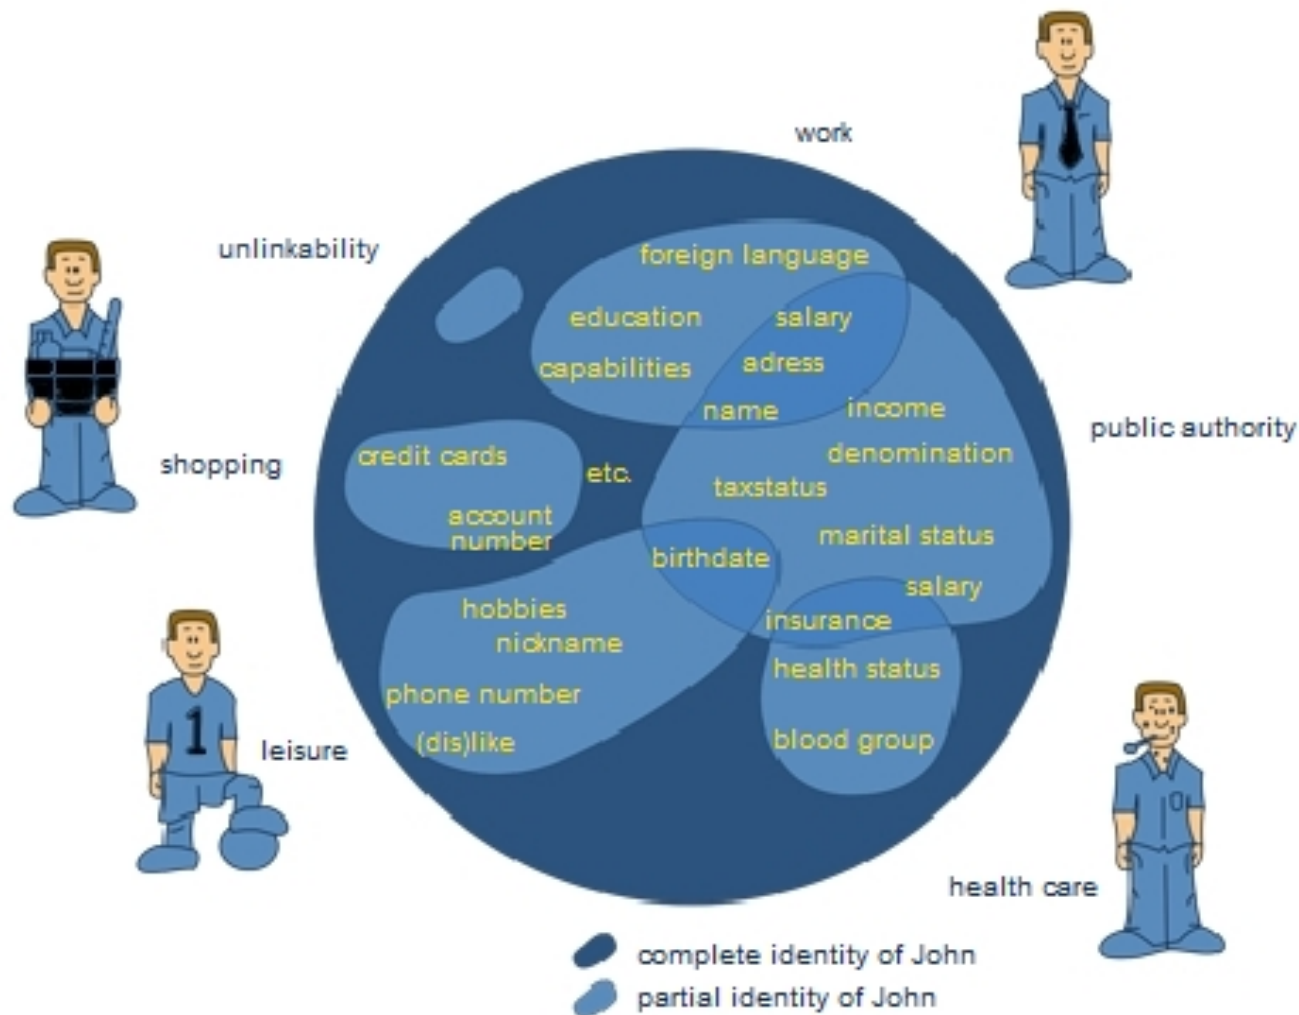 work
unlinkability
foreign language
education
salary
capabilities
adress
name
income
public authority
denomination
credit cards
shopping
etc.
taxstatus
account
number
marital status
birthdate
salary
hobbies
insurance
nickname
health status
phone number
(dis)like
blood group
leisure
health care
1
complete identity of John
partial identity of John